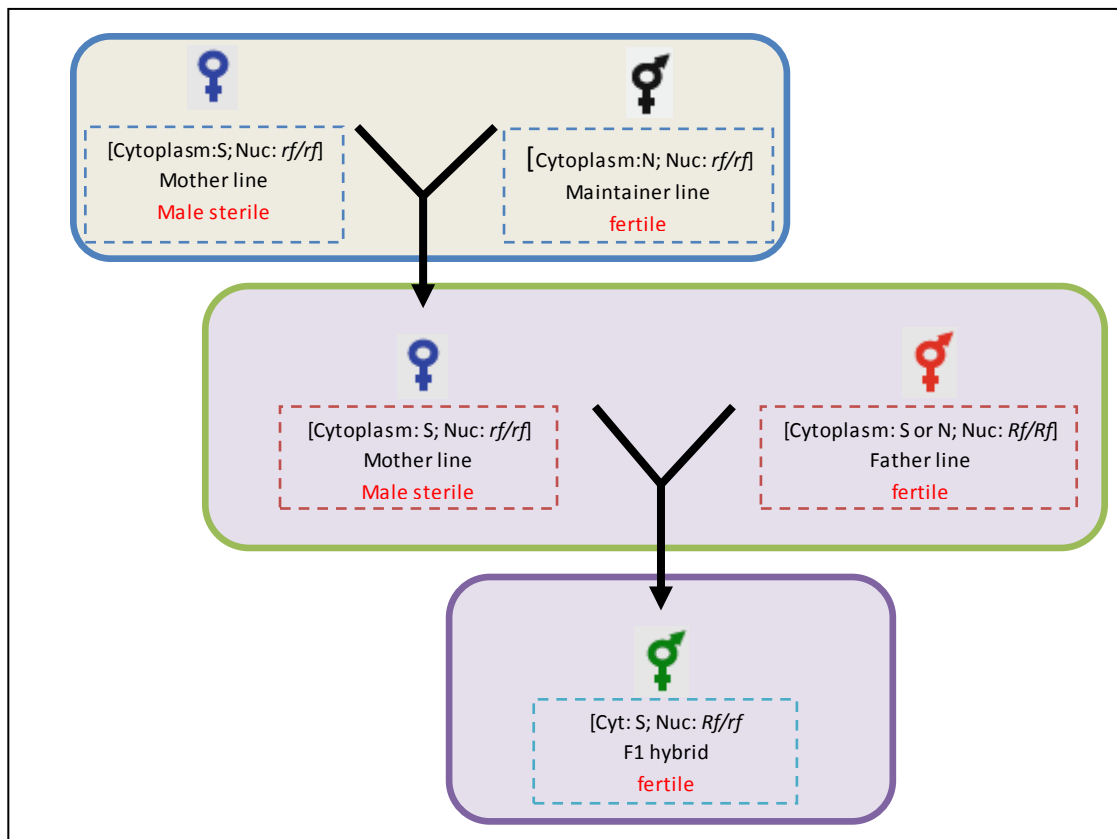 [Cytoplasm:S; Nuc: rf/rf]
Mother line
Male sterile
[Cytoplasm:N; Nuc: rf/rf]
Maintainer line
fertile
[Cytoplasm: S; Nuc: rf/rf]
Mother line
Male sterile
[Cytoplasm: S or N; Nuc: Rf/Rf]
Father line
fertile
[Cyt: S; Nuc: Rf/rf
F1 hybrid
fertile